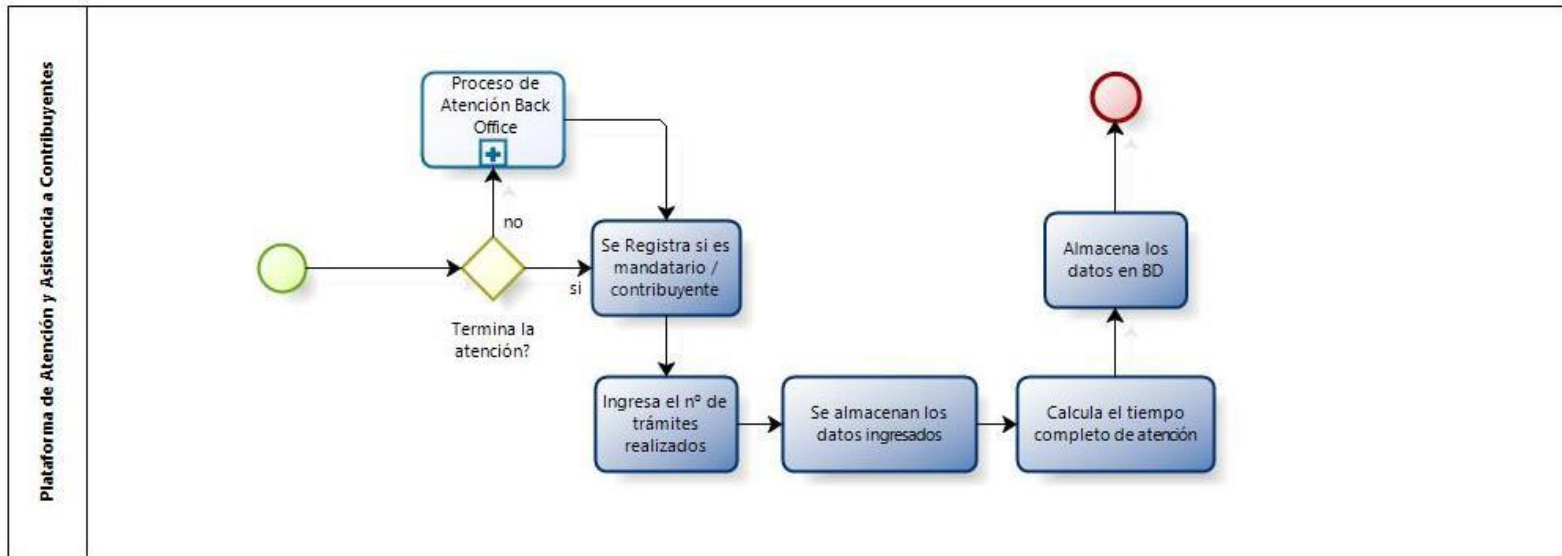 Plataforma de Atención y Asistencia a Contribuyentes
Proceso de
Atención Back
Office
no
si
Termina la
atención?
Se Registra si es
mandatario /
contribuyente
Ingresa el nº de
trámites
realizados
Se almacenan los
datos ingresados
Calcula el tiempo
completo de atención
Almacena los
datos en BD